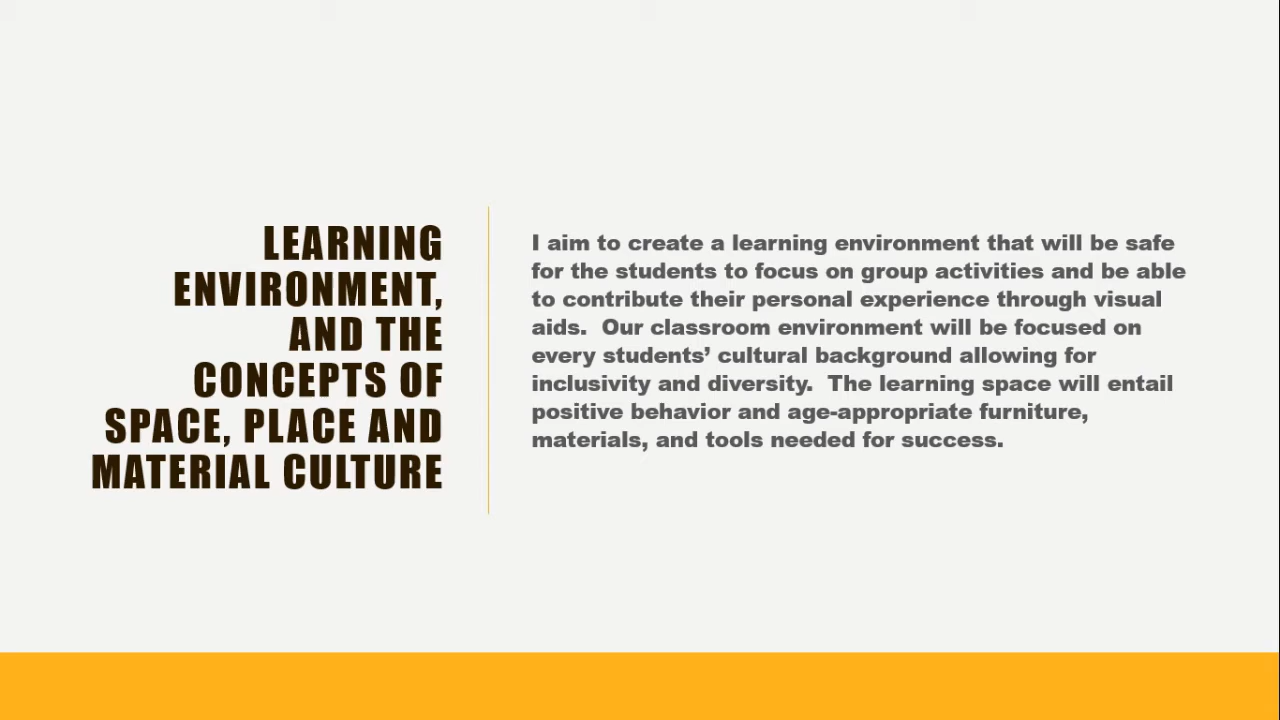 LEARNING
ENVIRONMENT,
AND THE
CONCEPTS OF
SPACE, PLACE AND
MATERIAL CULTURE
I aim to create a learning environment that will be safe
for the students to focus on group activities and be able
to contribute their personal experience through visual
aids.  Our classroom environment will be focused on
every students’ cultural background allowing for
inclusivity and diversity.  The learning space will entail
positive behavior and age-appropriate furniture,
materials, and tools needed for success.